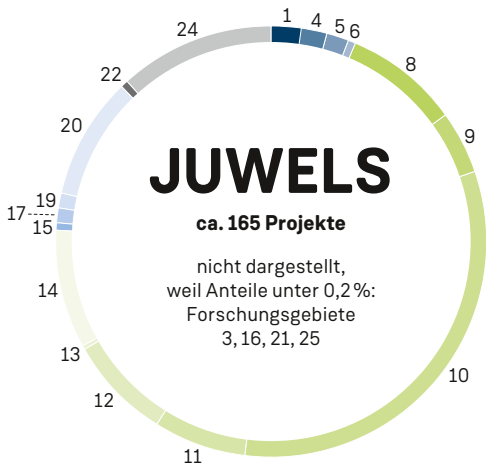 1
4
5
6
8
9
10
11
12
13
14
15
17
19
20
22
24
JUWELS
ca. 165 Projekte
nicht dargestellt,
weil Anteile unter 0,2 %:
Forschungsgebiete
3, 16, 21, 25